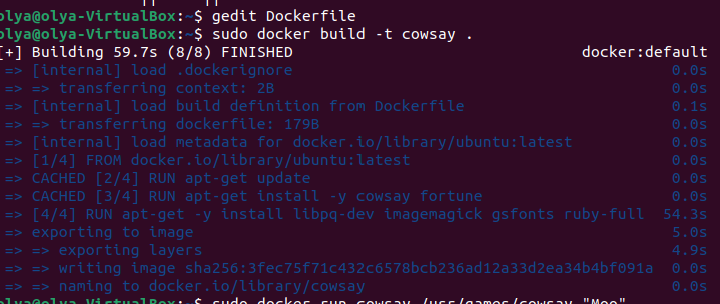 olya@olya-VirtualBox:~$ gedit Dockerfile
olya@olya-VirtualBox:~$ sudo docker build -t cowsay .
[+] Building 59.7s (8/8) FINISHED docker:default
=> [internal] load .dockerignore 0.0s
=> => transferring context: 2B 0.0s
=> [internal] load build definition from Dockerfile 0.1s
=> => transferring dockerfile: 179B 0.0s
=> [internal] load metadata for docker.io/library/ubuntu:latest 0.0s
=> [1/4] FROM docker.io/library/ubuntu:latest 0.0s
=> CACHED [2/4] RUN apt-get update 0.0s
=> CACHED [3/4] RUN apt-get install -y cowsay fortune 0.0s
=> [4/4] RUN apt-get -y install libpq-dev imagemagick gsfonts ruby-full 54.3s
=> exporting to image 5.0s
=> => exporting layers 4.9s
=> => writing image sha256:3fec75f71c432c6578bcb236ad12a33d2ea34b4bf091a 0.0s
=> => naming to docker.io/library/cowsay 0.0s
olya@olya-VirtualBox:~$ sudo docker run cowsay /usr/games/cowsay "Moo"